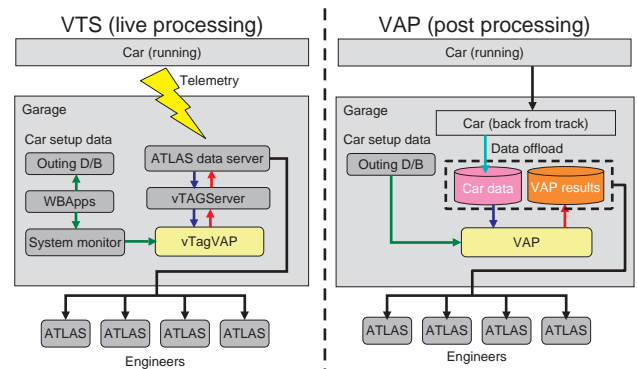 VTS (live processing)
Car (running)
Telemetry
Garage
Car setup data
Outing D/B
ATLAS data server
WBApps
vTAGServer
System monitor
vTagVAP
ATLAS
ATLAS
ATLAS
ATLAS
Engineers
VAP (post processing)
Car (running)
Garage
Car (back from track)
Car setup data
Data offload
Outing D/B
Car data
VAP results
VAP
ATLAS
ATLAS
ATLAS
ATLAS
Engineers